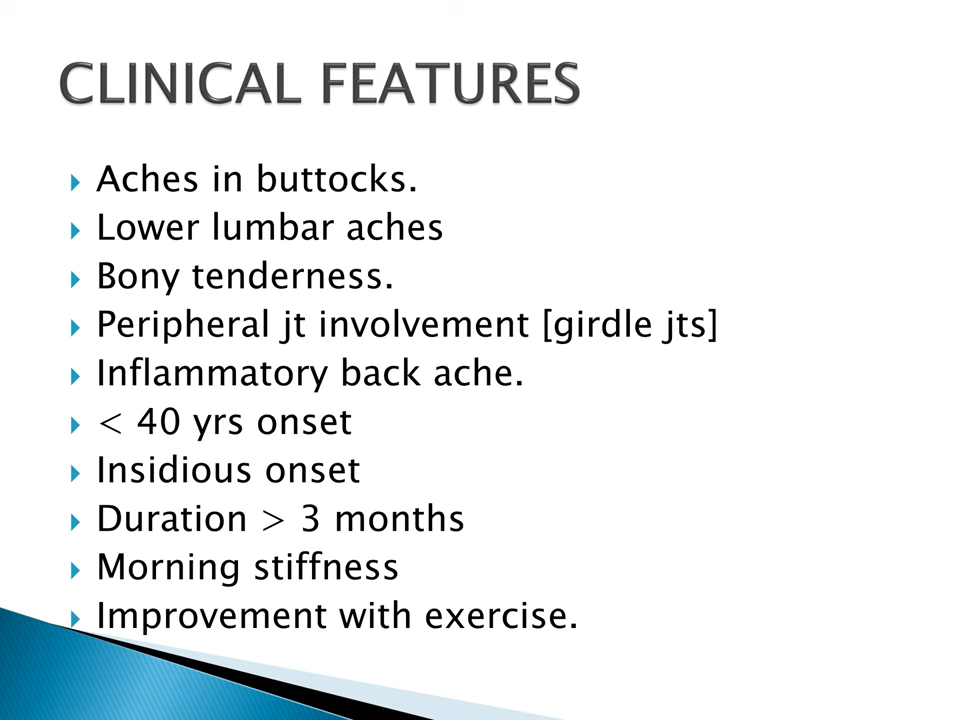 CLINICAL FEATURES
Aches in buttocks.
Lower lumbar aches
Bony tenderness.
Peripheral jt involvement [girdle jts]
Inflammatory back ache.
< 40 yrs onset
Insidious onset
Duration > 3 months
Morning stiffness
Improvement with exercise.